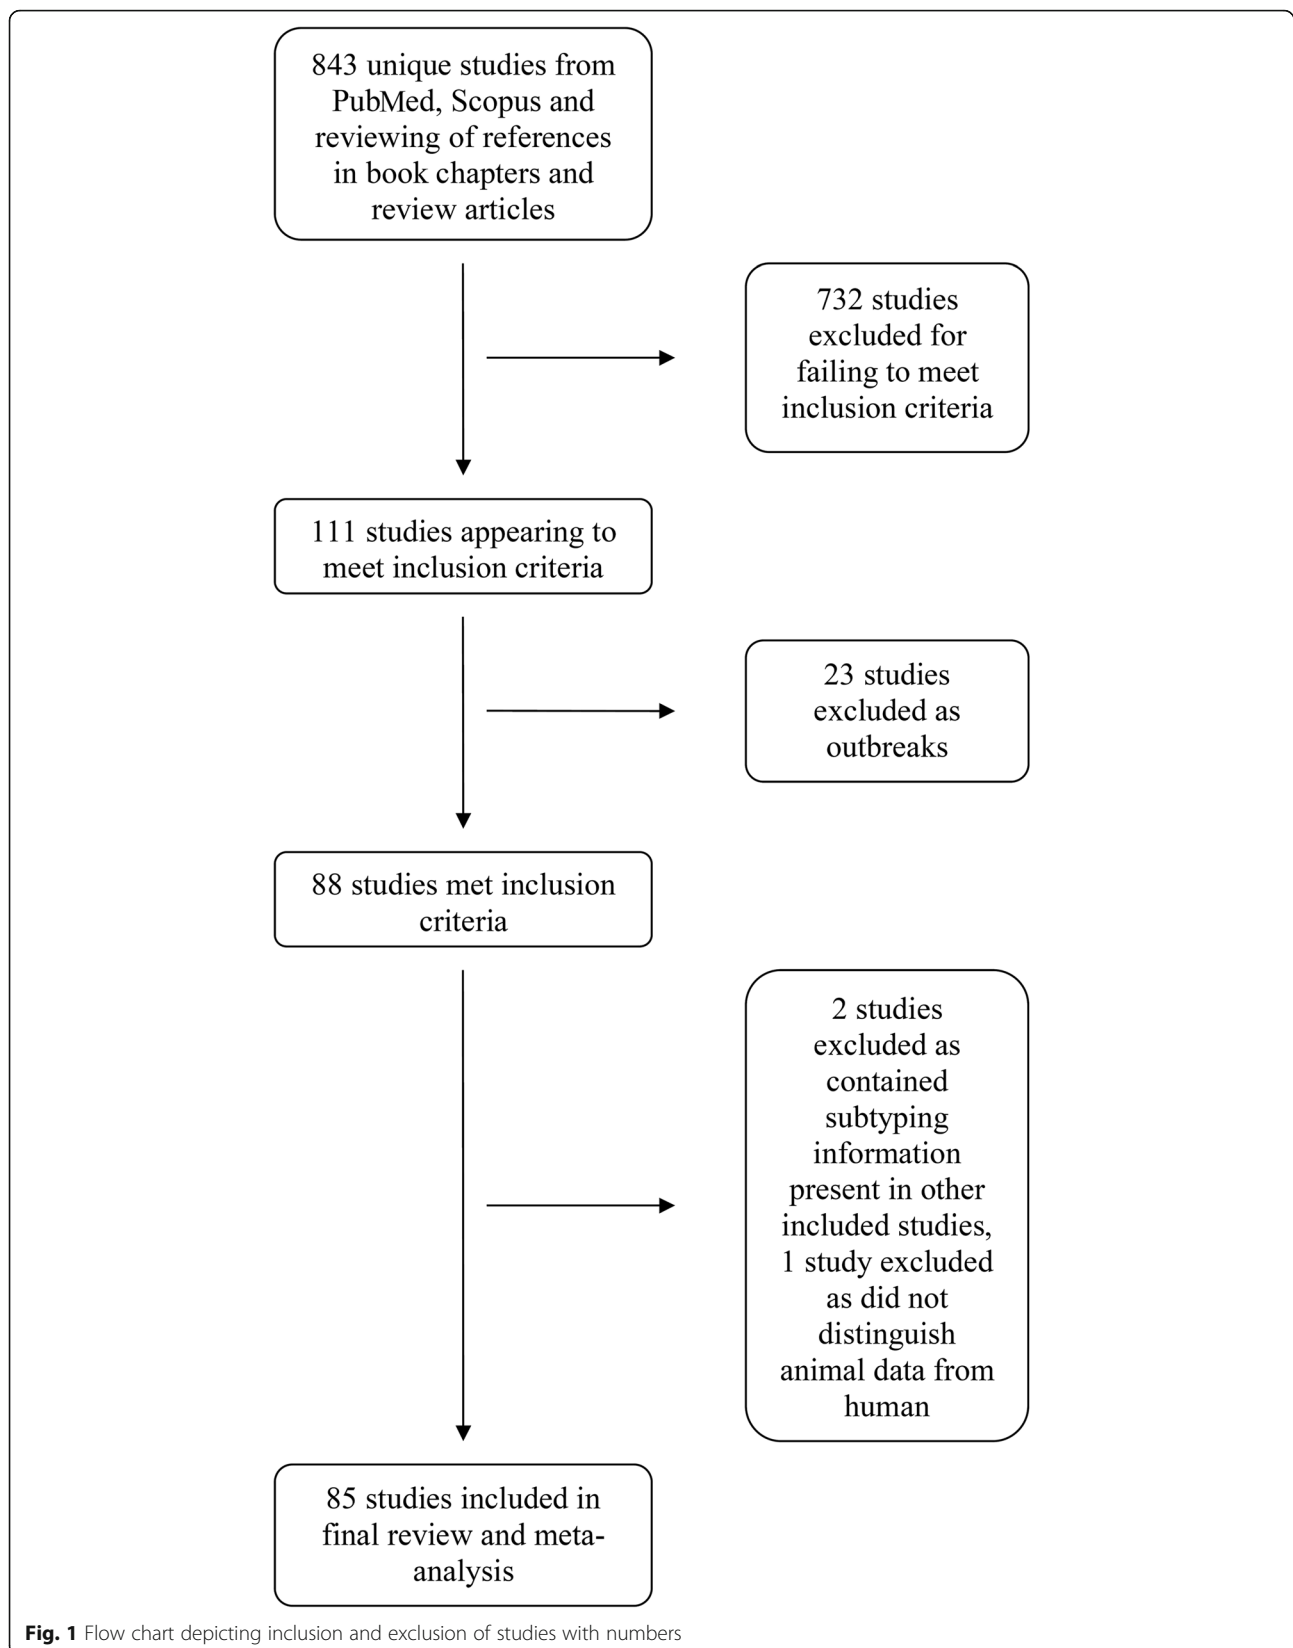 843 unique studies from
PubMed, Scopus and
reviewing of references
in book chapters and
review articles
732 studies
excluded for
failing to meet
inclusion criteria
111 studies appearing to
meet inclusion criteria
23 studies
excluded as
outbreaks
88 studies met inclusion
criteria
2 studies
excluded as
contained
subtyping
information
present in other
included studies,
1 study excluded
as did not
distinguish
animal data from
human
85 studies included in
final review and meta-
analysis
Fig. 1 Flow chart depicting inclusion and exclusion of studies with numbers